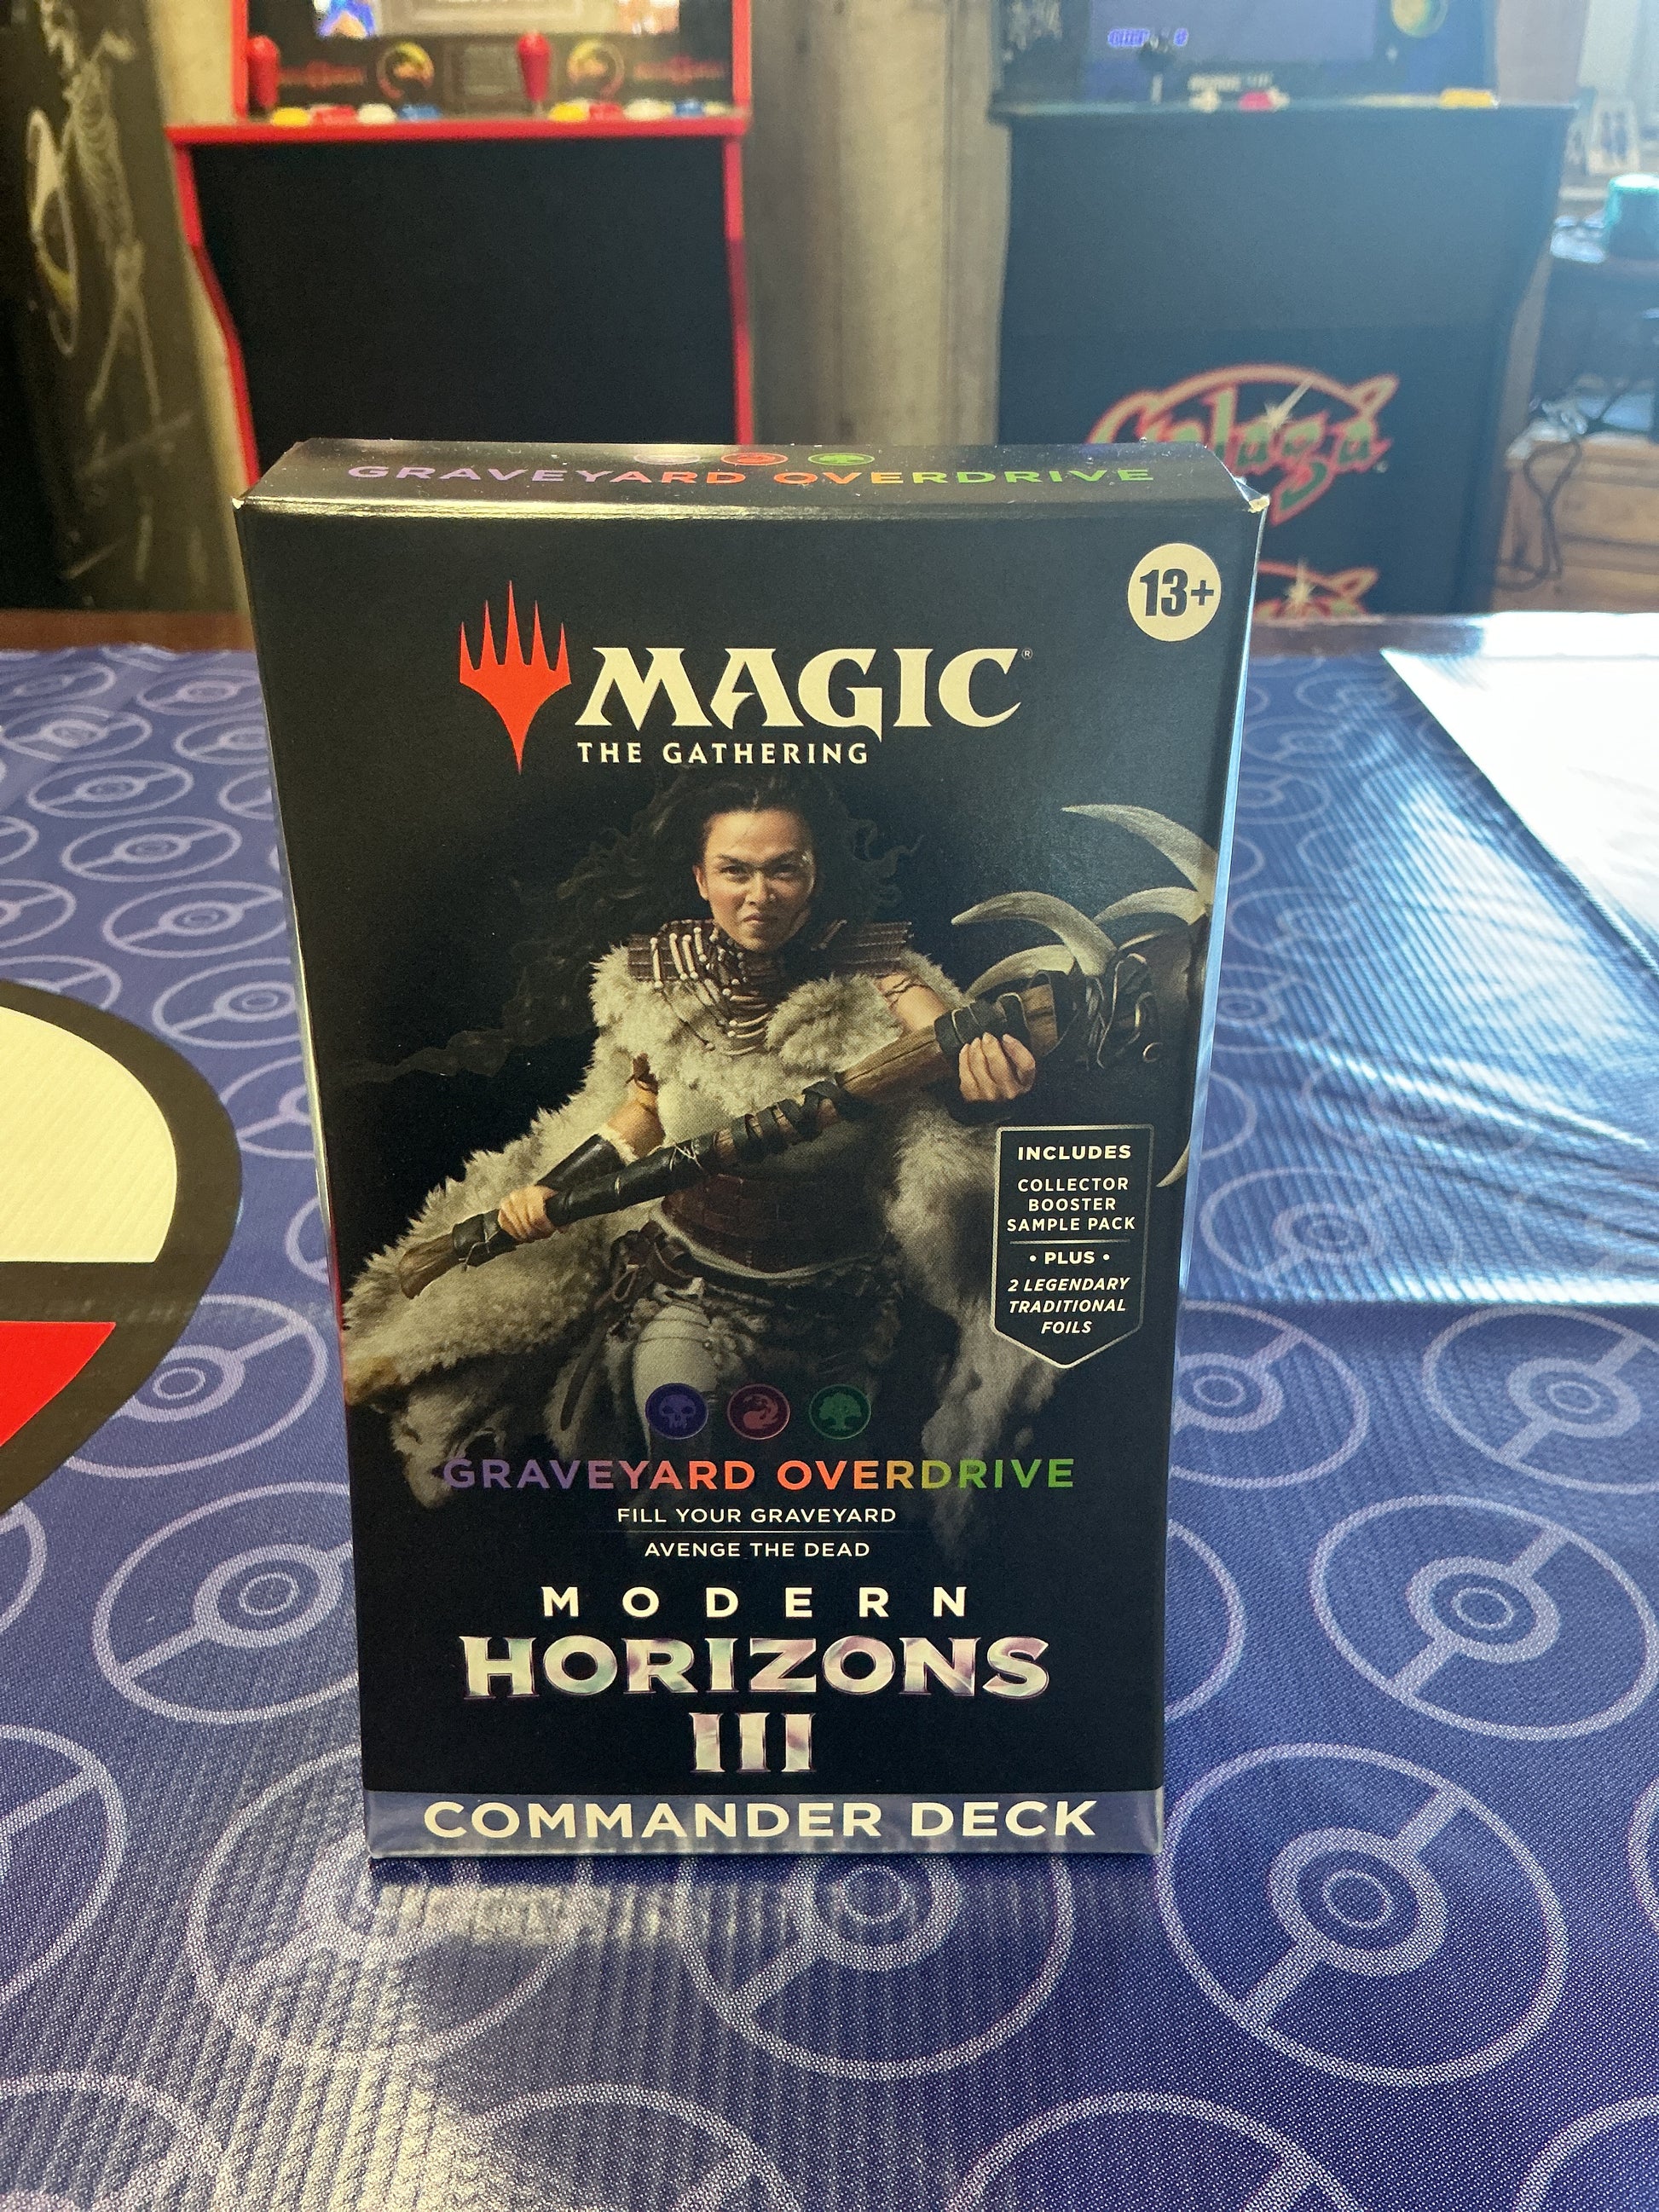 Galaga
GRAVEYARD OVERDRIVE
13+
MAGIC®
THE GATHERING
INCLUDES
COLLECTOR
BOOSTER
SAMPLE PACK
• PLUS •
2 LEGENDARY
TRADITIONAL
FOILS
GRAVEYARD OVERDRIVE
FILL YOUR GRAVEYARD
AVENGE THE DEAD
MODERN
HORIZONS
III
COMMANDER DECK